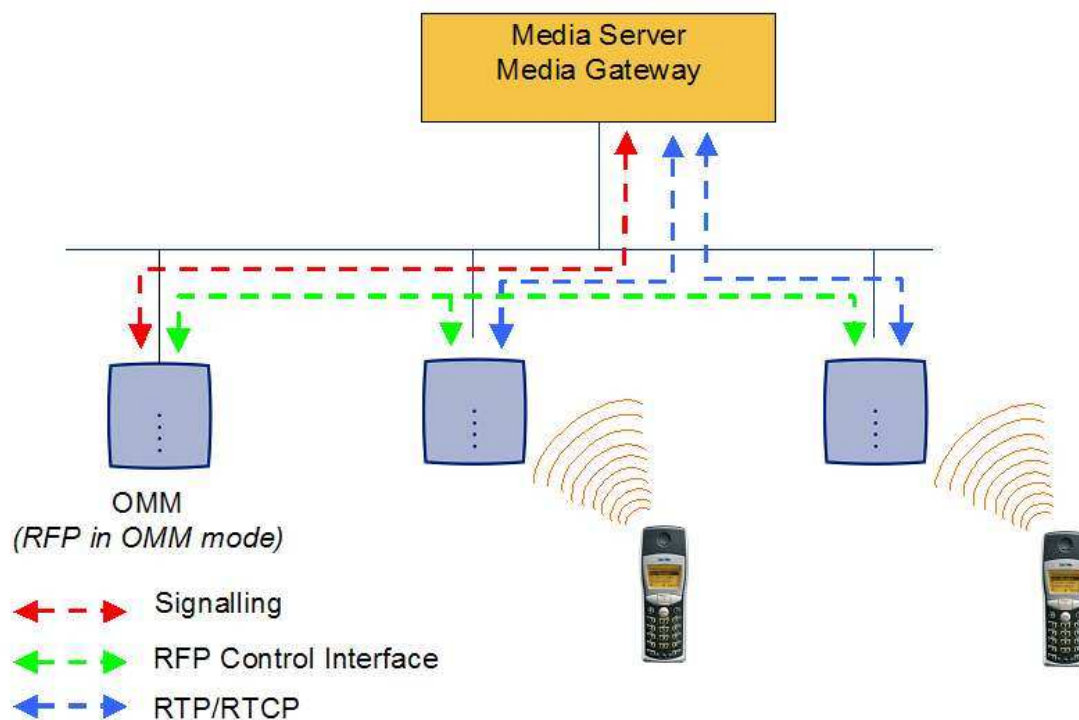 Media Server
Media Gateway
OMM
(RFP in OMM mode)
Signalling
RFP Control Interface
RTP/RTCP